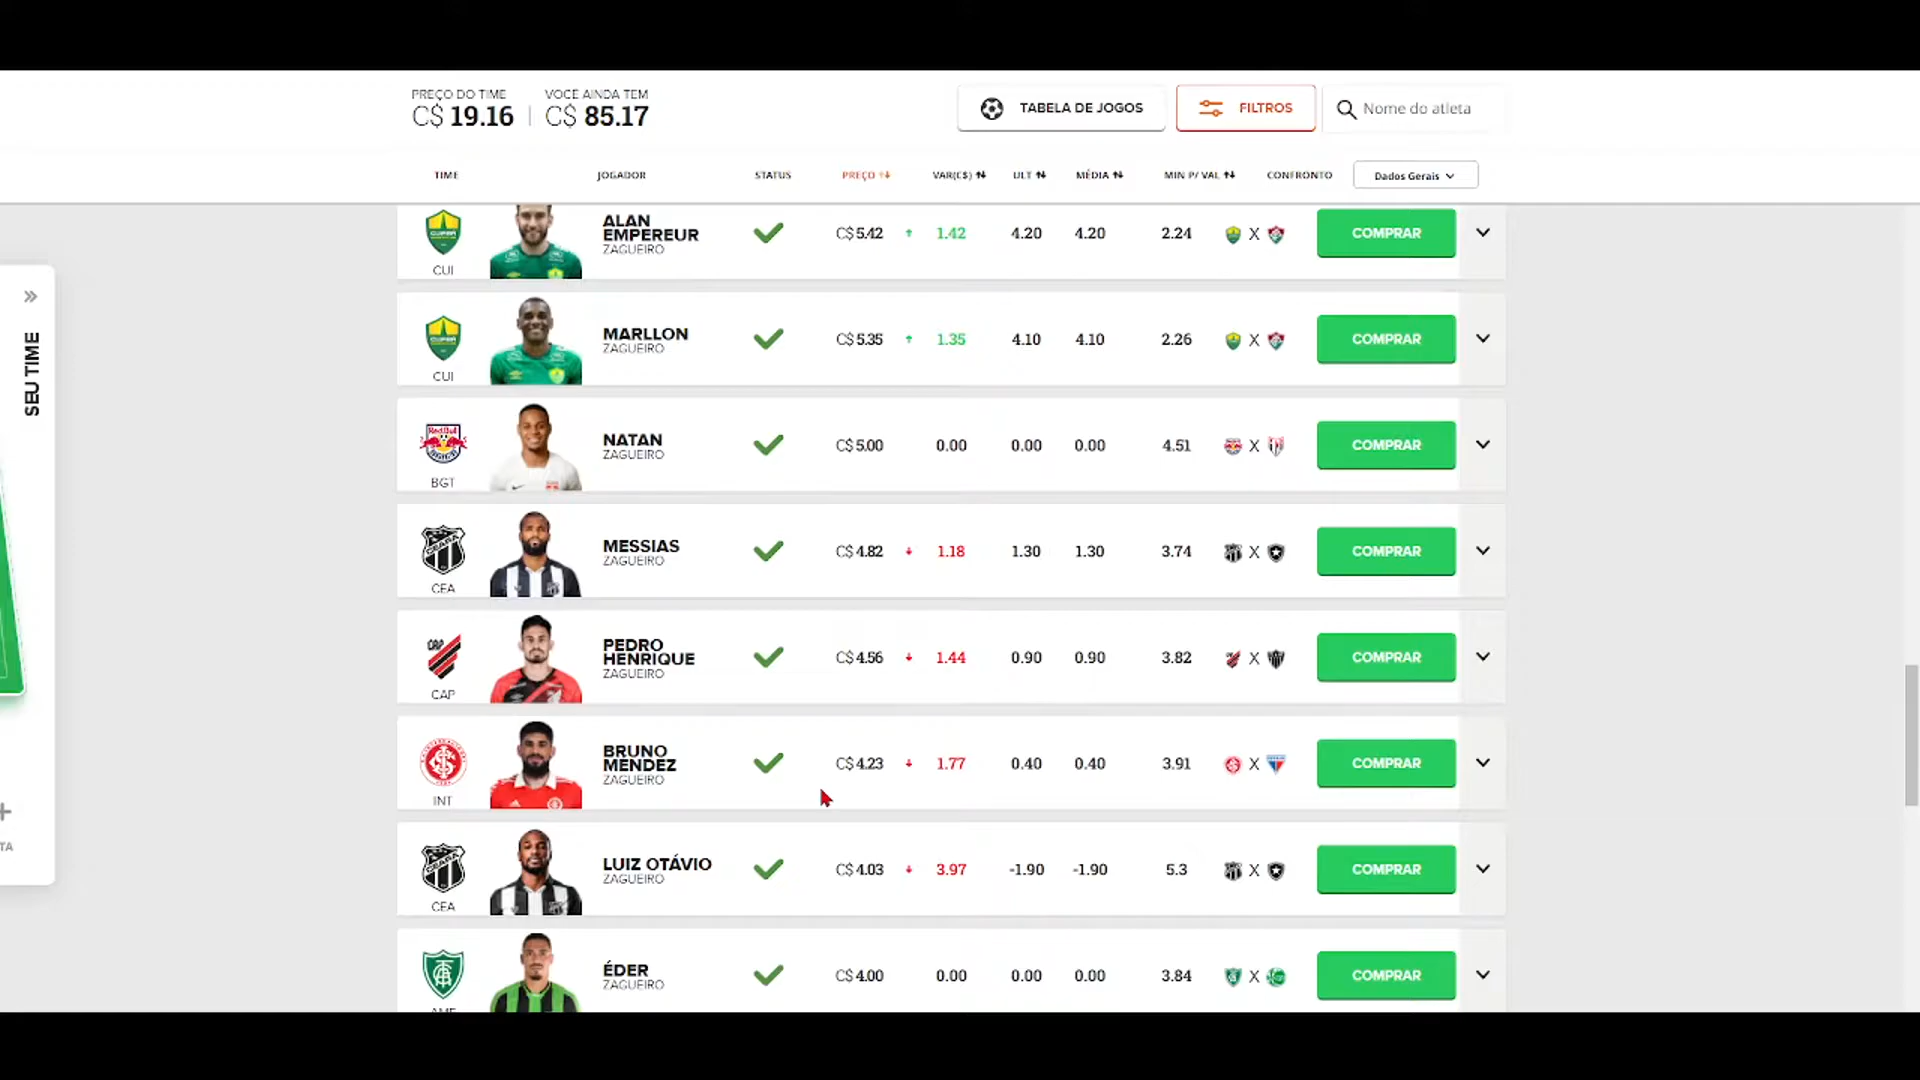 PREÇO DO TIME VOCE AINDA TEM
C$ 19.16 C$ 85.17
TABELA DE JOGOS FILTROS Nome do atleta
TIME JOGADOR STATUS PREÇO VAR(C$) ULT MÉDIA MIN P/ VAL CONFRONTO Dados Gerais
SEU TIME
TA
ALAN
EMPEREUR
ZAGUEIRO
CUI
C$ 5.42 1.42 4.20 4.20 2.24 X COMPRAR
MARLLON
ZAGUEIRO
CUI
C$ 5.35 1.35 4.10 4.10 2.26 X COMPRAR
NATAN
ZAGUEIRO
BGT
C$ 5.00 0.00 0.00 0.00 4.51 X COMPRAR
CEARÁ
MESSIAS
ZAGUEIRO
CEA
C$ 4.82 1.18 1.30 1.30 3.74 X COMPRAR
CAP
PEDRO
HENRIQUE
ZAGUEIRO
CAP
C$ 4.56 1.44 0.90 0.90 3.82 X COMPRAR
BRUNO
MÉNDEZ
ZAGUEIRO
INT
C$ 4.23 1.77 0.40 0.40 3.91 X COMPRAR
CEARÁ
LUIZ OTÁVIO
ZAGUEIRO
CEA
C$ 4.03 3.97 -1.90 -1.90 5.3 X COMPRAR
ÉDER
ZAGUEIRO
AME
C$ 4.00 0.00 0.00 0.00 3.84 X COMPRAR